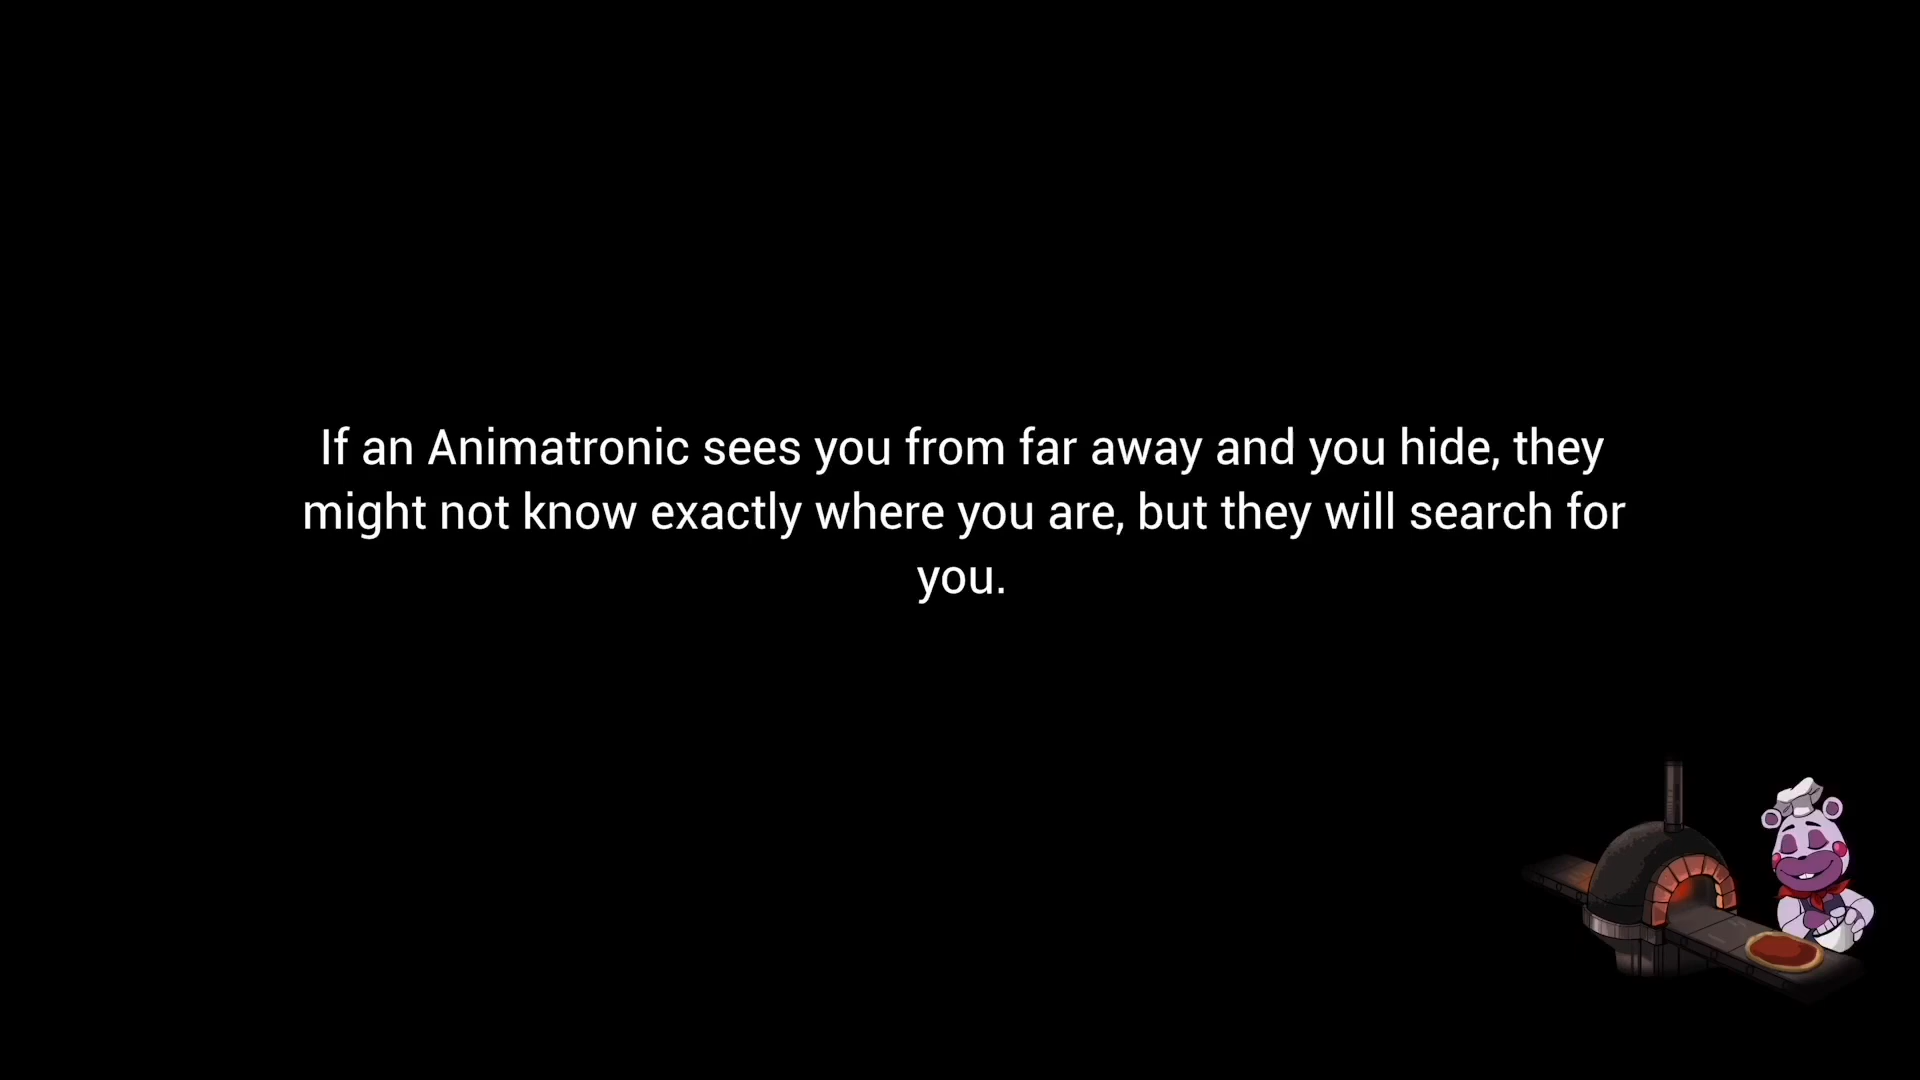 If an Animatronic sees you from far away and you hide, they
might not know exactly where you are, but they will search for
you.